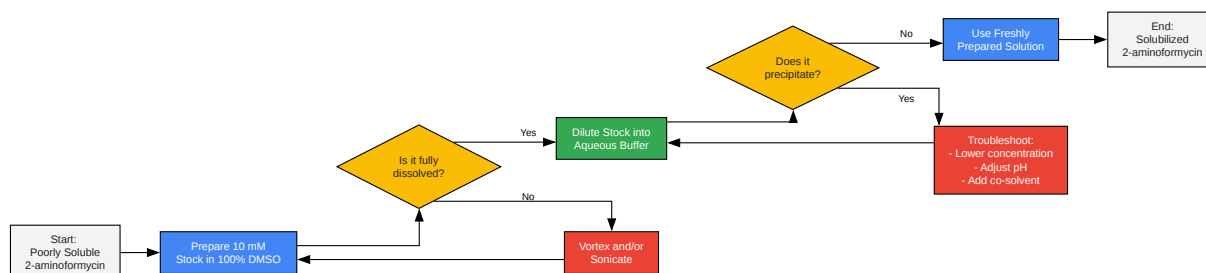 Start:
Poorly Soluble
2-aminoformycin
Prepare 10 mM
Stock in 100% DMSO
Is it fully
dissolved?
No
Vortex and/or
Sonicate
Yes
Dilute Stock into
Aqueous Buffer
Does it
precipitate?
Yes
Troubleshoot:
- Lower concentration
- Adjust pH
- Add co-solvent
No
Use Freshly
Prepared Solution
End:
Solubilized
2-aminoformycin